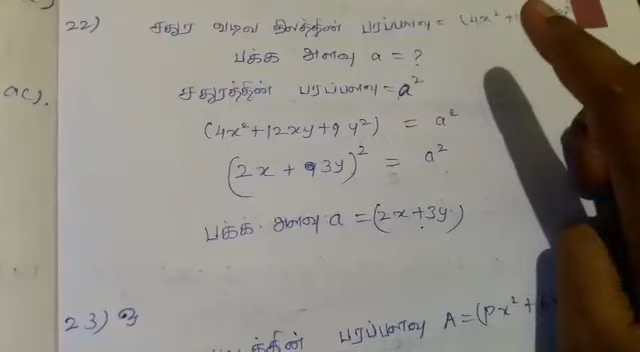 22) சதுர வடிவ நிலத்தின் பரப்பளவு = (4x² +
பக்க அளவு a = ?
சதுரத்தின் பரப்பளவு = a²
(4x²+12xy+9y²) = a²
(2x + 3y)² = a²
பக்க அளவு a = (2x+3y)
23)
பரப்பளவு A = (px² +